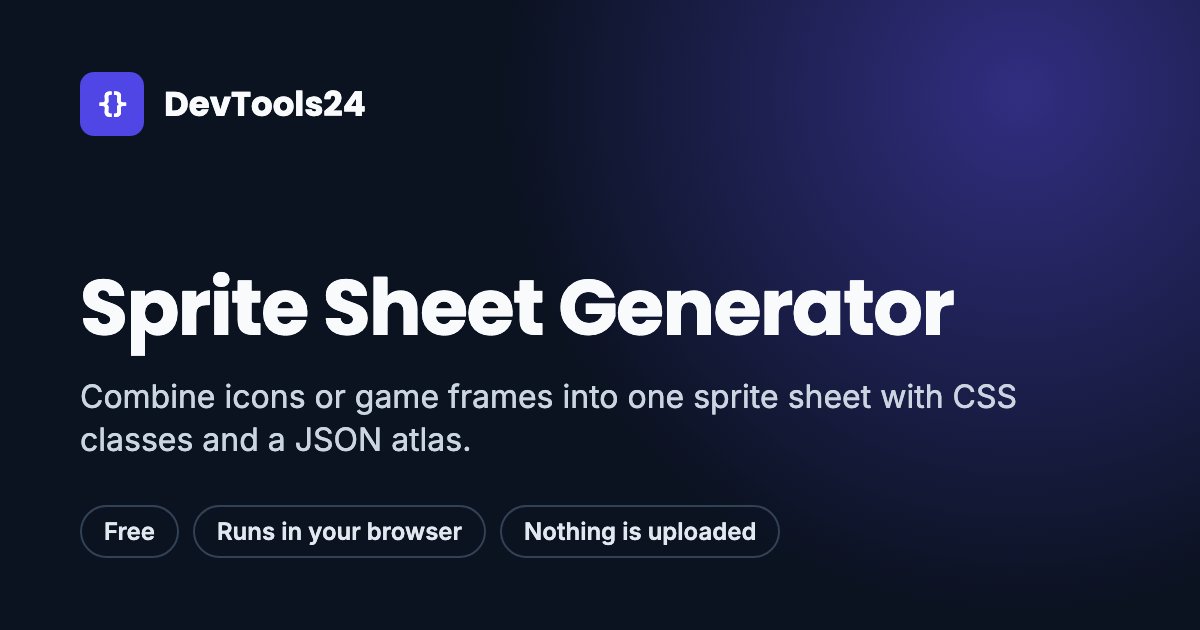 {}
DevTools24
Sprite Sheet Generator
Combine icons or game frames into one sprite sheet with CSS
classes and a JSON atlas.
Free
Runs in your browser
Nothing is uploaded